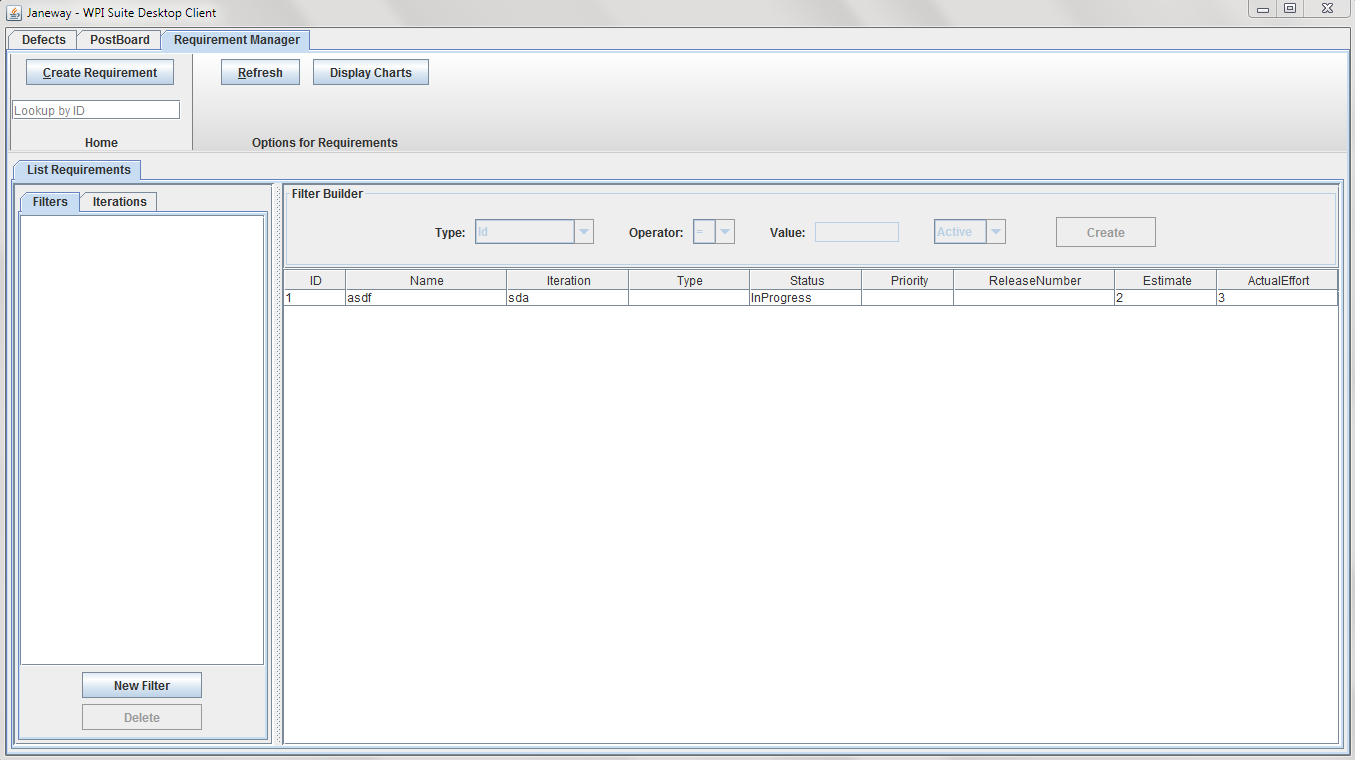 Janeway - WPI Suite Desktop Client
Defects PostBoard Requirement Manager
Create Requirement Refresh Display Charts
Lookup by ID
Home Options for Requirements
List Requirements
Filters Iterations
Filter Builder
Type: Id Operator: = Value: Active Create
ID Name Iteration Type Status Priority ReleaseNumber Estimate ActualEffort
1 asdf sda InProgress 2 3
New Filter
Delete